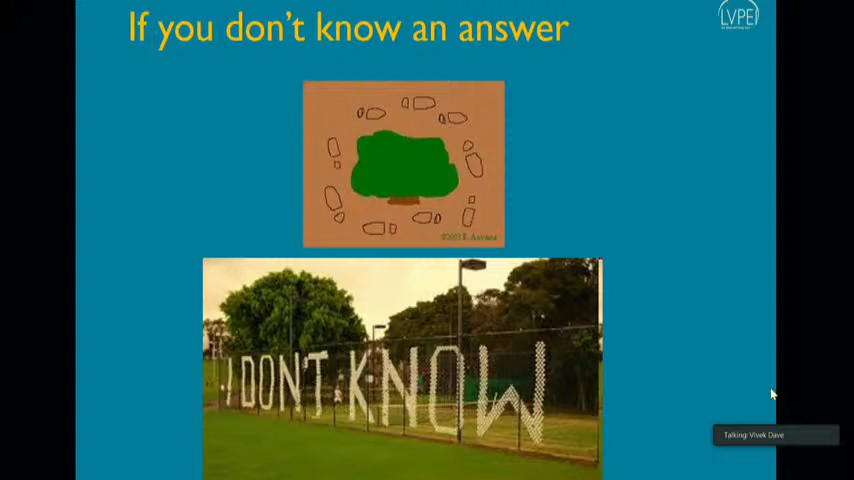 If you don't know an answer
LVPEI
I DON'T KNOW
Talking: Vivek Dave